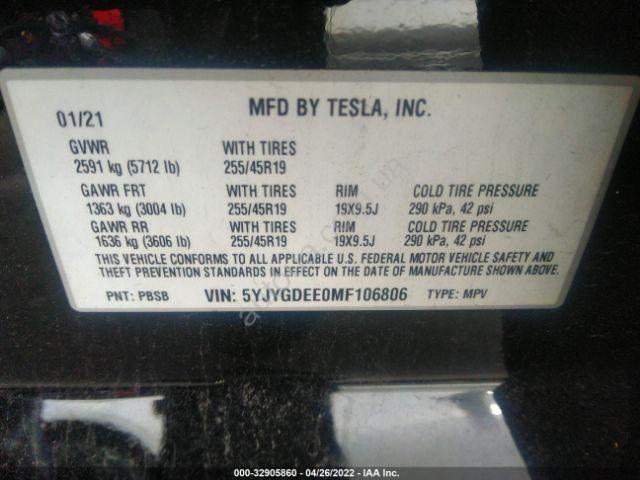 01/21 MFD BY TESLA, INC.
GVWR WITH TIRES
2591 kg (5712 lb) 255/45R19
GAWR FRT WITH TIRES RIM COLD TIRE PRESSURE
1363 kg (3004 lb) 255/45R19 19X9.5J 290 kPa, 42 psi
GAWR RR WITH TIRES RIM COLD TIRE PRESSURE
1636 kg (3606 lb) 255/45R19 19X9.5J 290 kPa, 42 psi
THIS VEHICLE CONFORMS TO ALL APPLICABLE U.S. FEDERAL MOTOR VEHICLE SAFETY AND
THEFT PREVENTION STANDARDS IN EFFECT ON THE DATE OF MANUFACTURE SHOWN ABOVE.
PNT: PBSB VIN: 5YJYGDEE0MF106806 TYPE: MPV
000-32905860 - 04/26/2022 - IAA Inc.